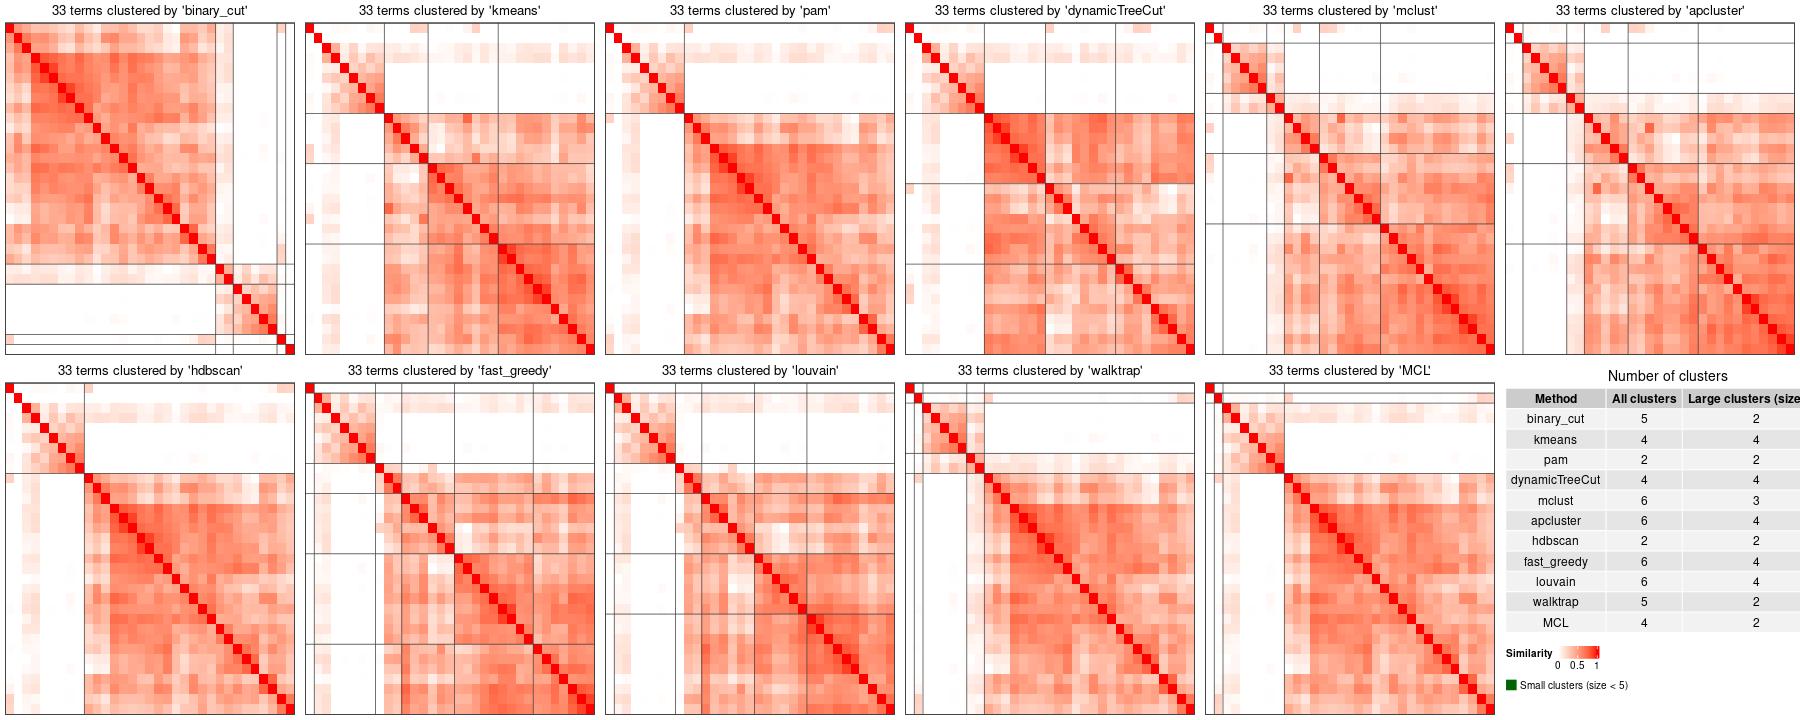 33 terms clustered by 'binary_cut'
33 terms clustered by 'kmeans'
33 terms clustered by 'pam'
33 terms clustered by 'dynamicTreeCut'
33 terms clustered by 'mclust'
33 terms clustered by 'apcluster'
33 terms clustered by 'hdbscan'
33 terms clustered by 'fast_greedy'
33 terms clustered by 'louvain'
33 terms clustered by 'walktrap'
33 terms clustered by 'MCL'
Number of clusters
Method All clusters Large clusters (size
binary_cut 5 2
kmeans 4 4
pam 2 2
dynamicTreeCut 4 4
mclust 6 3
apcluster 6 4
hdbscan 2 2
fast_greedy 6 4
louvain 6 4
walktrap 5 2
MCL 4 2
Similarity
0 0.5 1
Small clusters (size < 5)